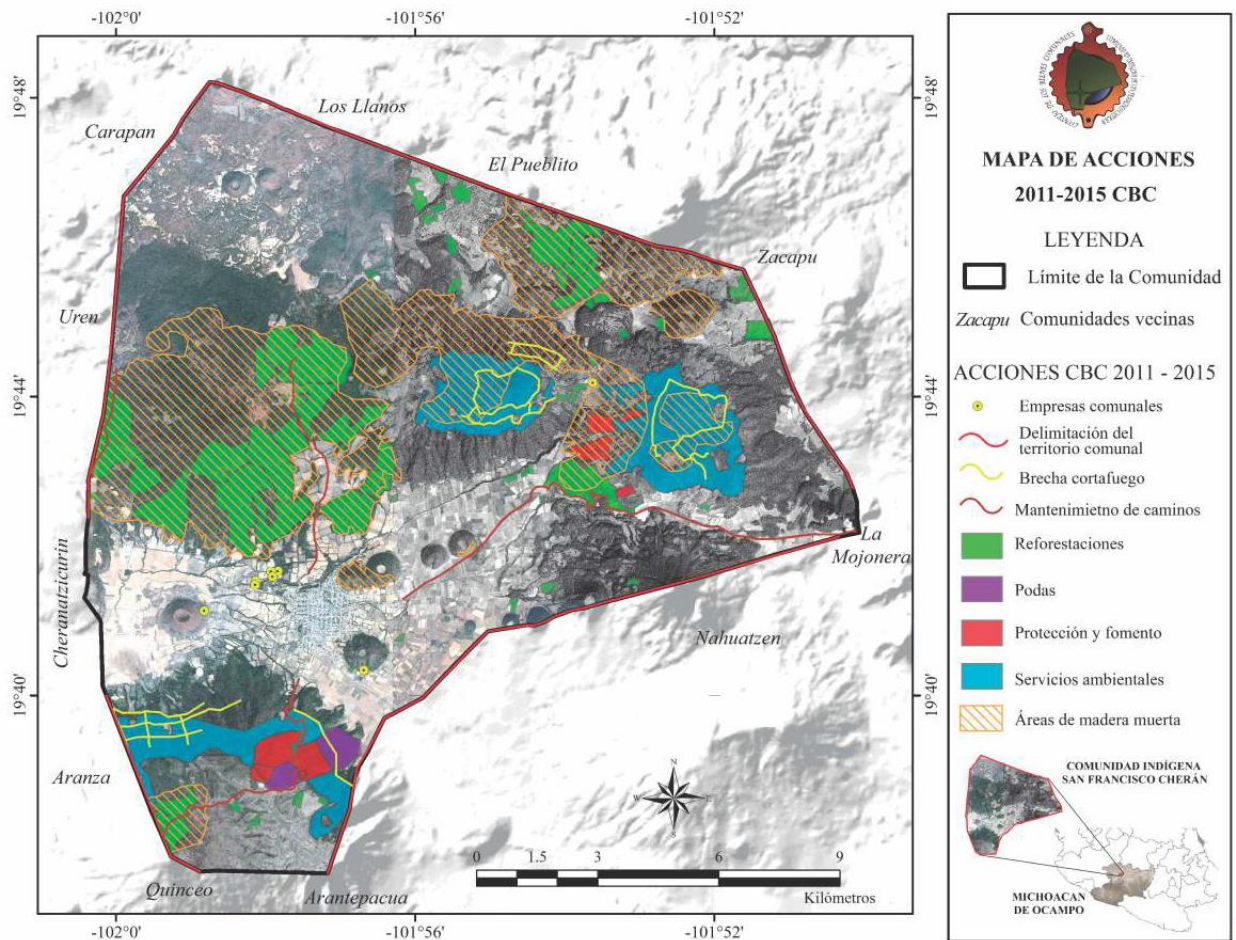 -102°0'
-101°56'
-101°52'
19°48'
19°48'
Los Llanos
Carapan
El Pueblito
Zacapu
Uren
19°44'
19°44'
La
Mojonera
Cheranatzicurin
Nahuatzen
19°40'
19°40'
Aranza
N
W
E
S
0
1.5
3
6
9
Kilómetros
Quinceo
Arantepacua
-102°0'
-101°56'
-101°52'
MAPA DE ACCIONES
2011-2015 CBC
LEYENDA
Límite de la Comunidad
Zacapu Comunidades vecinas
ACCIONES CBC 2011 - 2015
Empresas comunales
Delimitación del
territorio comunal
Brecha cortafuego
Mantenimietno de caminos
Reforestaciones
Podas
Protección y fomento
Servicios ambientales
Áreas de madera muerta
COMUNIDAD INDÍGENA
SAN FRANCISCO CHERÁN
MICHOACAN
DE OCAMPO